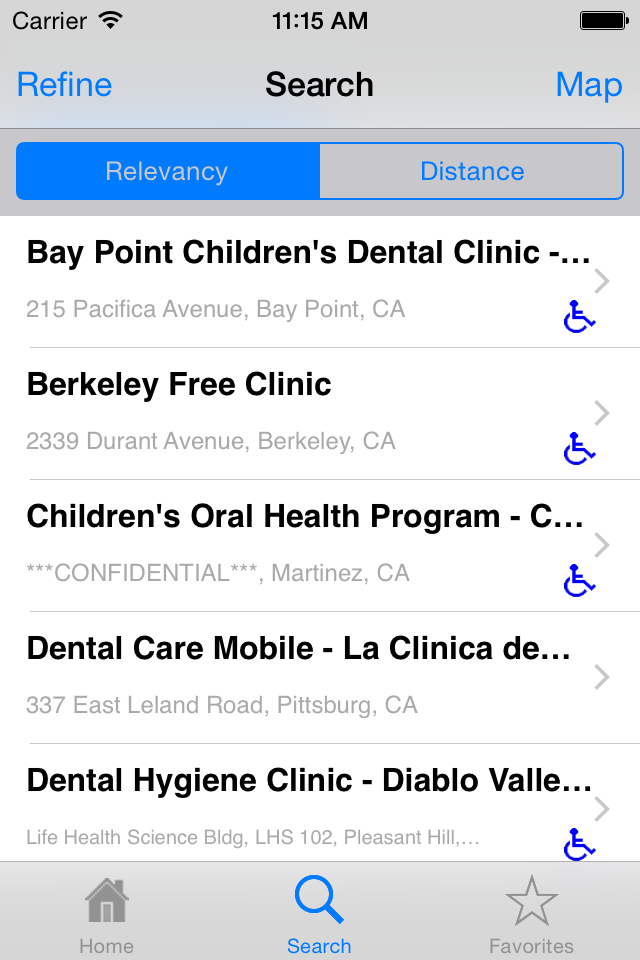 Carrier 11:15 AM
Refine Search Map
Relevancy Distance
Bay Point Children's Dental Clinic -...
215 Pacifica Avenue, Bay Point, CA
Berkeley Free Clinic
2339 Durant Avenue, Berkeley, CA
Children's Oral Health Program - C...
***CONFIDENTIAL***, Martinez, CA
Dental Care Mobile - La Clinica de...
337 East Leland Road, Pittsburg, CA
Dental Hygiene Clinic - Diablo Valle...
Life Health Science Bldg, LHS 102, Pleasant Hill,...
Home Search Favorites